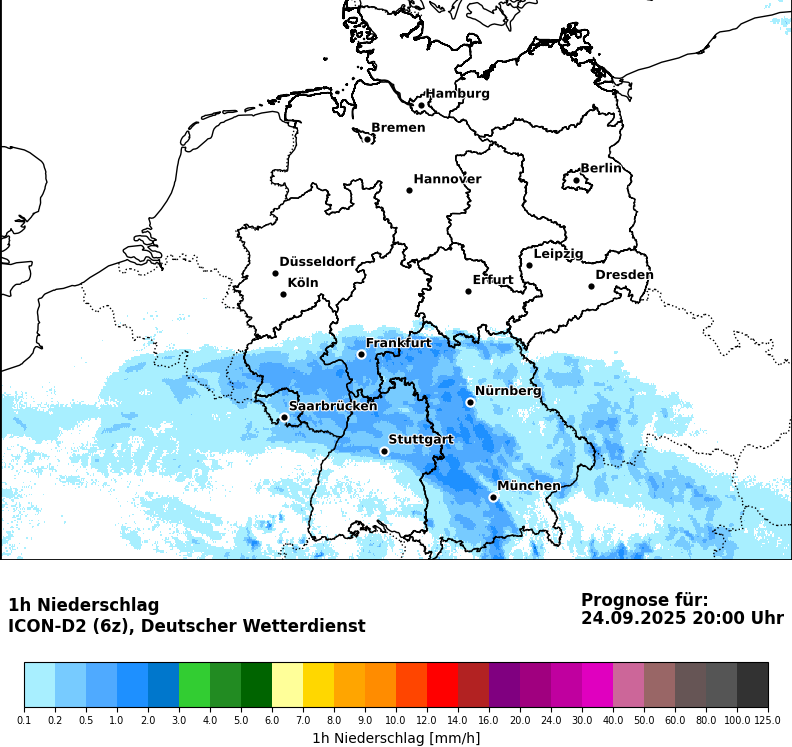 Hamburg
Bremen
Berlin
Hannover
Leipzig
Düsseldorf
Dresden
Köln
Erfurt
Frankfurt
Nürnberg
Saarbrücken
Stuttgart
München
1h Niederschlag
ICON-D2 (6z), Deutscher Wetterdienst
Prognose für:
24.09.2025 20:00 Uhr
0.1 0.2 0.5 1.0 2.0 3.0 4.0 5.0 6.0 7.0 8.0 9.0 10.0 12.0 14.0 16.0 20.0 24.0 30.0 40.0 50.0 60.0 80.0 100.0 125.0
1h Niederschlag [mm/h]